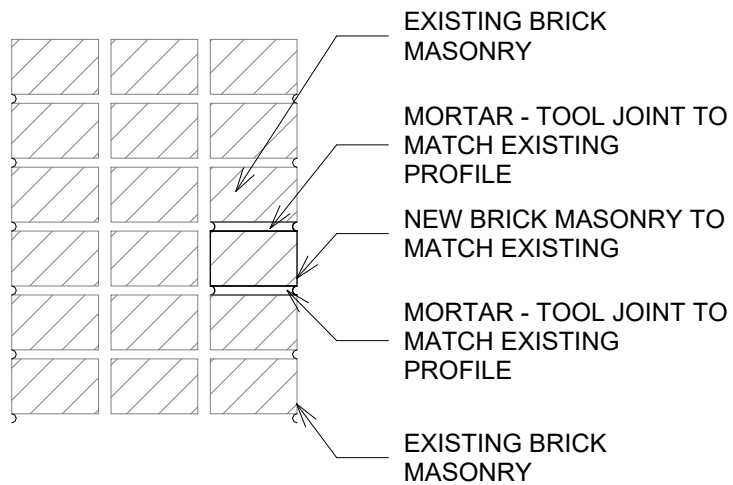 EXISTING BRICK
MASONRY
MORTAR - TOOL JOINT TO
MATCH EXISTING
PROFILE
NEW BRICK MASONRY TO
MATCH EXISTING
MORTAR - TOOL JOINT TO
MATCH EXISTING
PROFILE
EXISTING BRICK
MASONRY